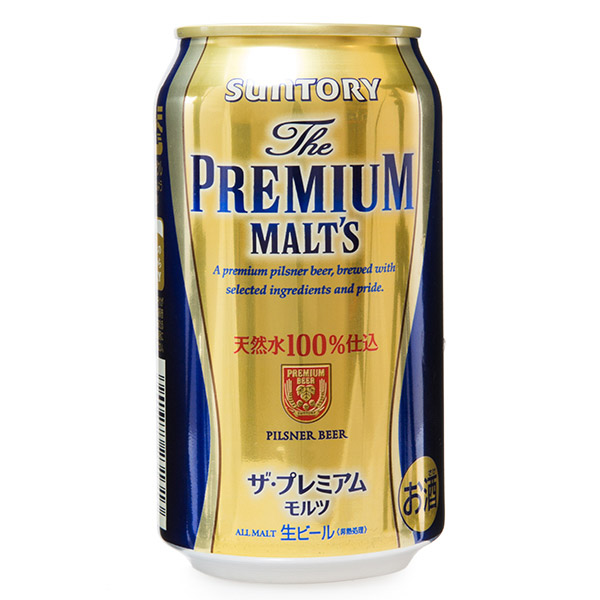 SUNTORY
The
PREMIUM
MALT'S
A premium pilsner beer, brewed with
selected ingredients and pride.
天然水100%仕込
PREMIUM
BEER
PILSNER BEER
ザ・プレミアム
モルツ
お酒
ALL MALT 生ビール(非熱処理)